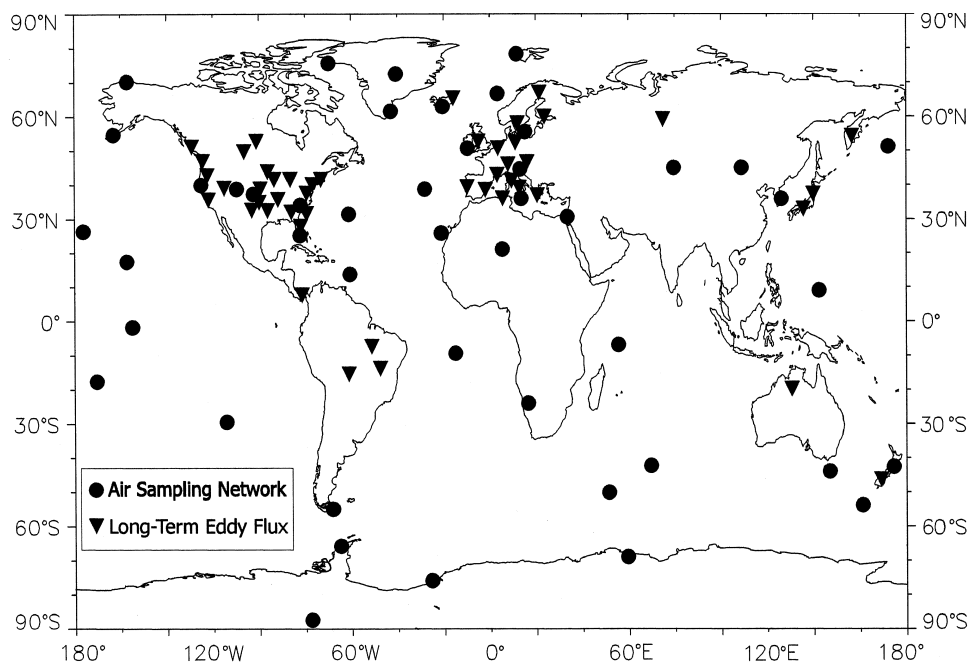 90°N 90°N
60°N 60°N
30°N 30°N
0° 0°
30°S 30°S
Air Sampling Network
Long-Term Eddy Flux
60°S 60°S
90°S 90°S
180° 120°W 60°W 0° 60°E 120°E 180°